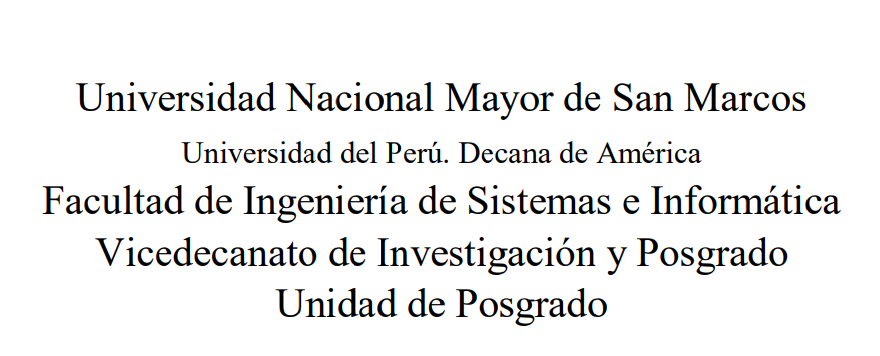 Universidad Nacional Mayor de San Marcos
Universidad del Perú. Decana de América
Facultad de Ingeniería de Sistemas e Informática
Vicedecanato de Investigación y Posgrado
Unidad de Posgrado